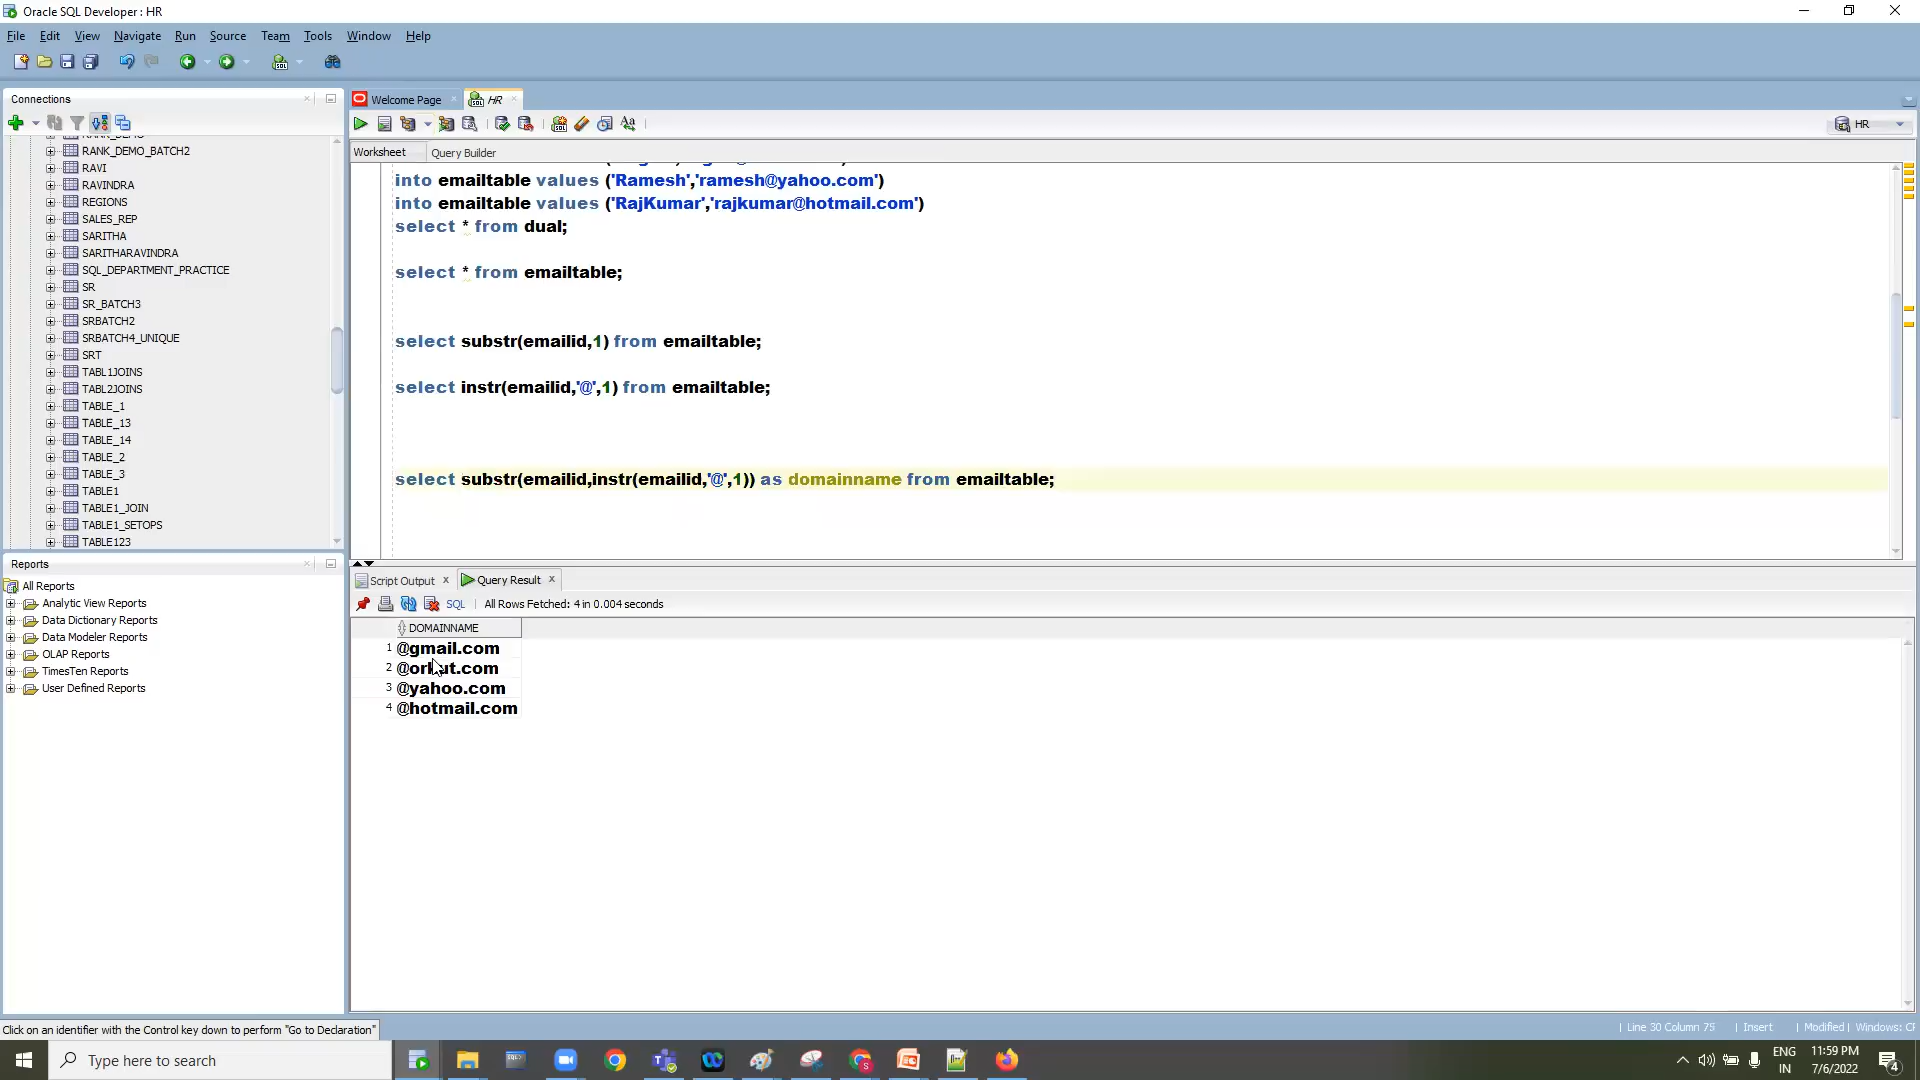 Oracle SQL Developer : HR
File Edit View Navigate Run Source Team Tools Window Help
Connections
RANK_DEMO
RANK_DEMO_BATCH2
RAVI
RAVINDRA
REGIONS
SALES_REP
SARITHA
SARITHARAVINDRA
SQL_DEPARTMENT_PRACTICE
SR
SR_BATCH3
SRBATCH2
SRBATCH4_UNIQUE
SRT
TABL1JOINS
TABL2JOINS
TABLE_1
TABLE_13
TABLE_14
TABLE_2
TABLE_3
TABLE1
TABLE1_JOIN
TABLE1_SETOPS
TABLE123
Reports
All Reports
Analytic View Reports
Data Dictionary Reports
Data Modeler Reports
OLAP Reports
TimesTen Reports
User Defined Reports
Welcome Page HR
HR
Worksheet Query Builder
into emailtable values ('Ramesh','ramesh@yahoo.com')
into emailtable values ('RajKumar','rajkumar@hotmail.com')
select * from dual;
select * from emailtable;
select substr(emailid,1) from emailtable;
select instr(emailid,'@',1) from emailtable;
select substr(emailid,instr(emailid,'@',1)) as domainname from emailtable;
Script Output Query Result
SQL All Rows Fetched: 4 in 0.004 seconds
DOMAINNAME
1 @gmail.com
2 @orkut.com
3 @yahoo.com
4 @hotmail.com
Click on an identifier with the Control key down to perform "Go to Declaration"
Line 30 Column 75 Insert Modified Windows: CF
Type here to search
ENG
IN
11:59 PM
7/6/2022
4